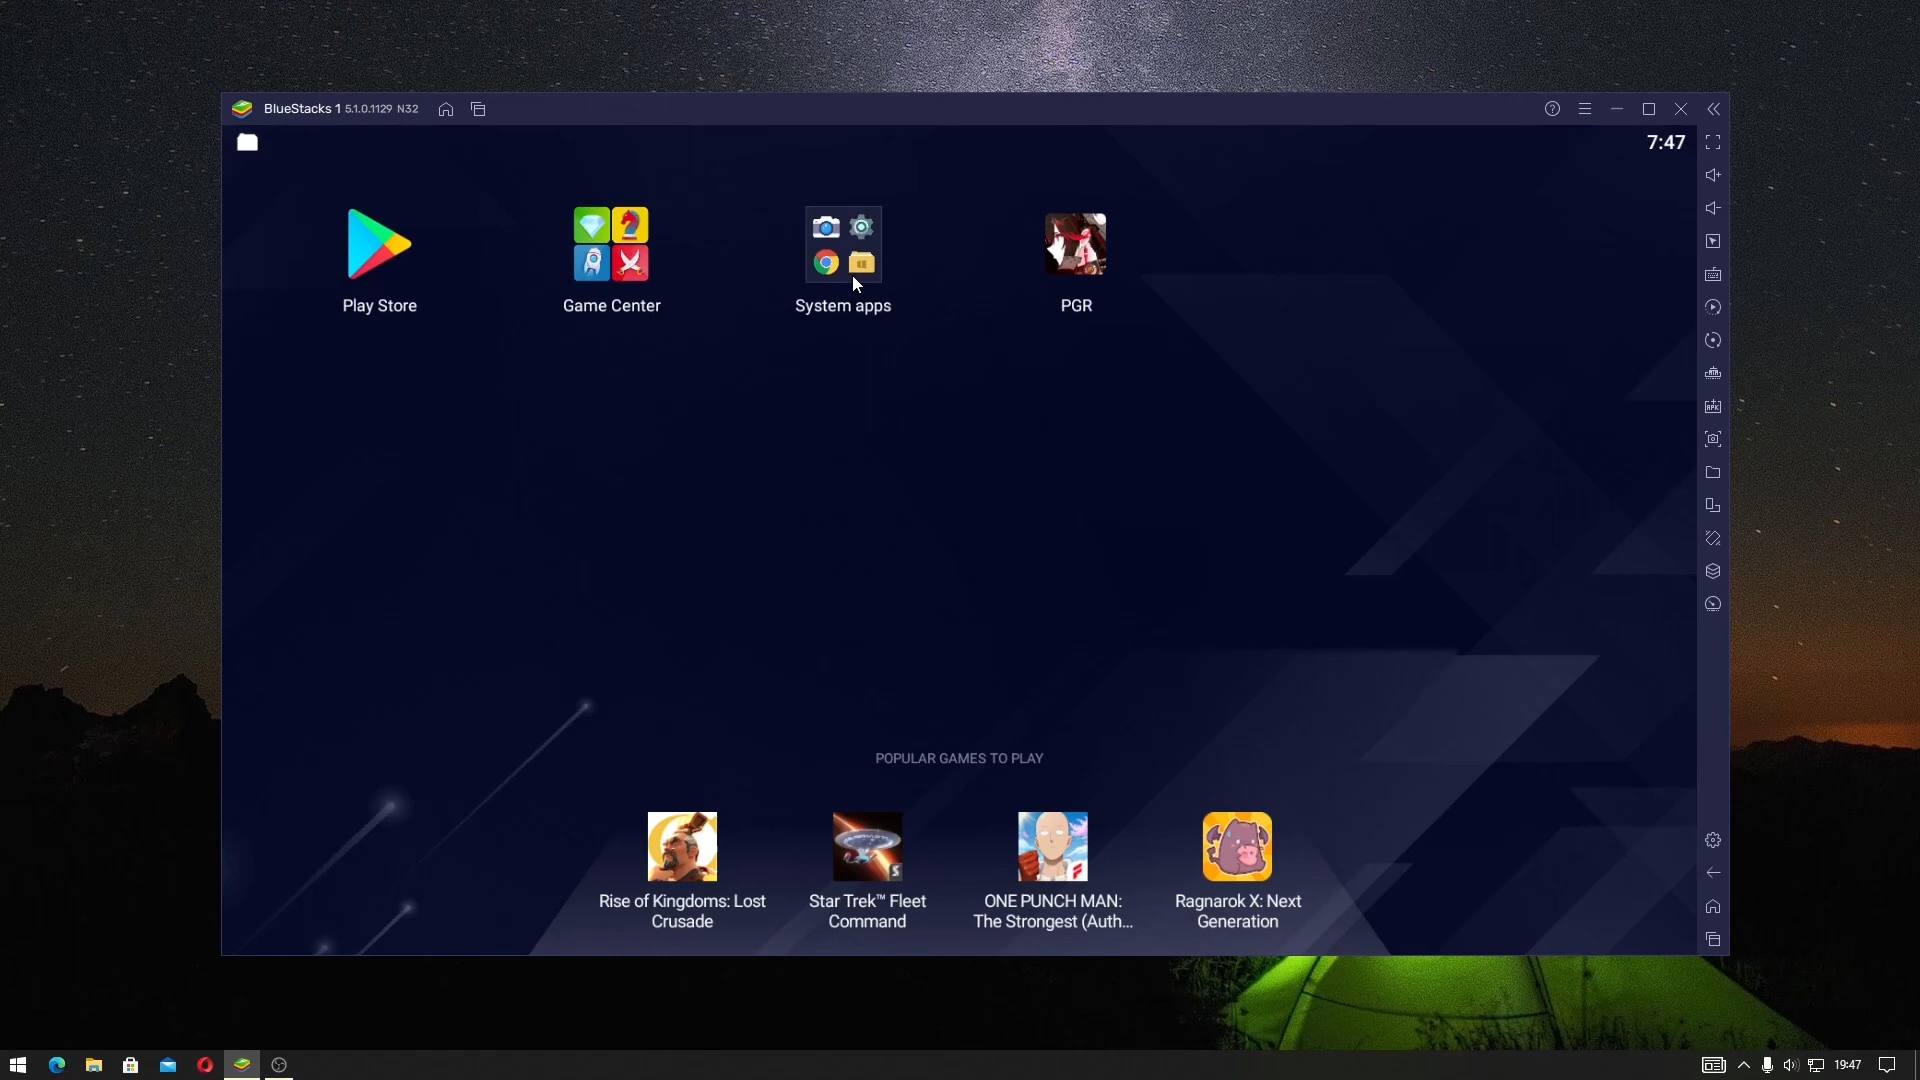 BlueStacks 1 5.1.0.1129 N32
7:47
Play Store
Game Center
System apps
PGR
POPULAR GAMES TO PLAY
Rise of Kingdoms: Lost
Crusade
Star Trek™ Fleet
Command
ONE PUNCH MAN:
The Strongest (Auth...
Ragnarok X: Next
Generation
19:47